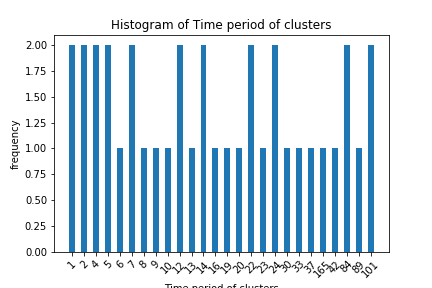 Histogram of Time period of clusters
2.00
1.75
1.50
1.25
1.00
0.75
0.50
0.25
0.00
frequency
1 2 4 5 6 7 8 9 10 12 13 14 16 19 20 22 23 24 30 33 37 165 42 84 89 101
Time period of clusters